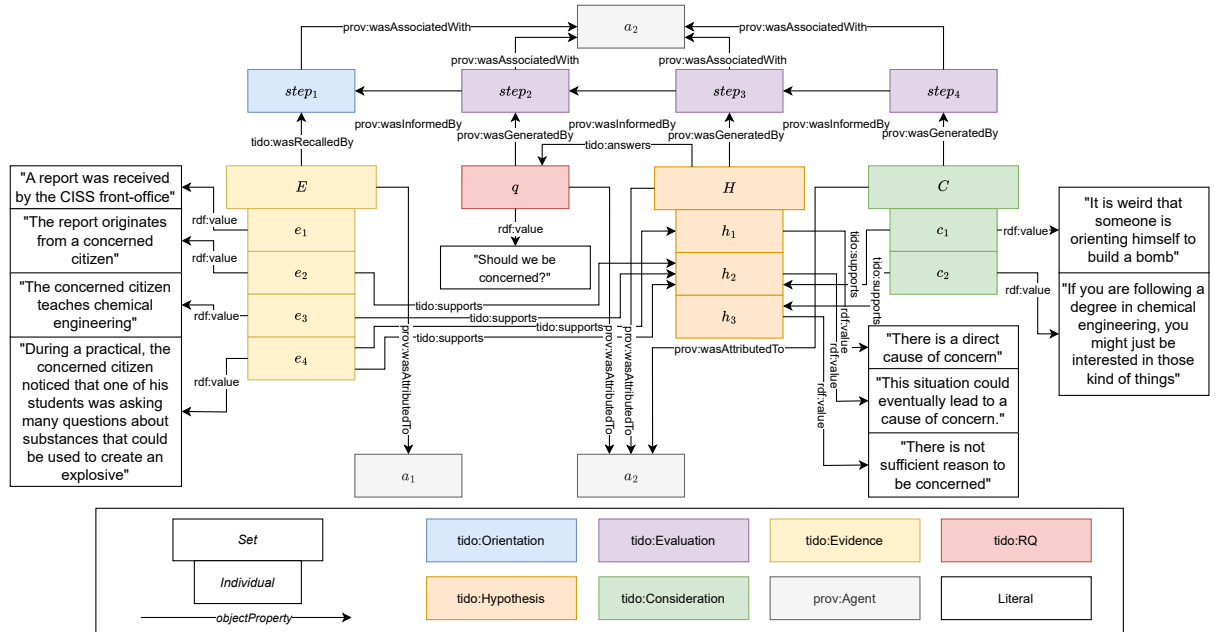 a2
prov:wasAssociatedWith
prov:wasAssociatedWith
prov:wasAssociatedWith
prov:wasAssociatedWith
step1
step2
step3
step4
prov:wasInformedBy
prov:wasInformedBy
prov:wasInformedBy
tido:wasRecalledBy
prov:wasGeneratedBy
prov:wasGeneratedBy
prov:wasGeneratedBy
tido:answers
"A report was received
by the CISS front-office"
"The report originates
from a concerned
citizen"
"The concerned citizen
teaches chemical
engineering"
"During a practical, the
concerned citizen
noticed that one of his
students was asking
many questions about
substances that could
be used to create an
explosive"
rdf:value
rdf:value
rdf:value
rdf:value
E
e1
e2
e3
e4
q
rdf:value
"Should we be
concerned?"
tido:supports
tido:supports
tido:supports
H
h1
h2
h3
C
c1
c2
tido:supports
tido:supports
rdf:value
rdf:value
"It is weird that
someone is
orienting himself to
build a bomb"
"If you are following a
degree in chemical
engineering, you
might just be
interested in those
kind of things"
prov:wasAttributedTo
prov:wasAttributedTo
prov:wasAttributedTo
prov:wasAttributedTo
rdf:value
rdf:value
rdf:value
"There is a direct
cause of concern"
"This situation could
eventually lead to a
cause of concern."
"There is not
sufficient reason to
be concerned"
a1
a2
Set
Individual
objectProperty
tido:Orientation
tido:Evaluation
tido:Evidence
tido:RQ
tido:Hypothesis
tido:Consideration
prov:Agent
Literal